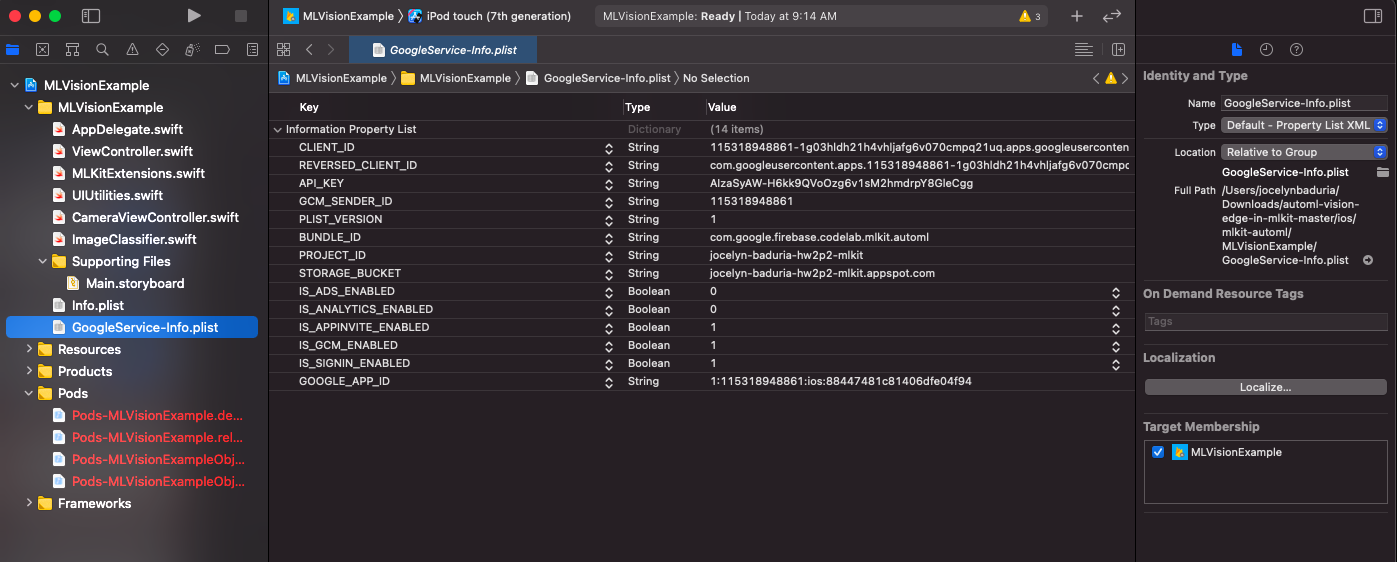 MLVisionExample
iPod touch (7th generation)
MLVisionExample: Ready | Today at 9:14 AM
3
GoogleService-Info.plist
MLVisionExample
MLVisionExample
GoogleService-Info.plist
No Selection
MLVisionExample
MLVisionExample
AppDelegate.swift
ViewController.swift
MLKitExtensions.swift
UIUtilities.swift
CameraViewController.swift
ImageClassifier.swift
Supporting Files
Main.storyboard
Info.plist
GoogleService-Info.plist
Resources
Products
Pods
Pods-MLVisionExample.de...
Pods-MLVisionExample.rel...
Pods-MLVisionExampleObj...
Pods-MLVisionExampleObj...
Frameworks
Key Type Value
Information Property List Dictionary (14 items)
CLIENT_ID String 115318948861-1g03hldh21h4vhljafg6v070cmpq21uq.apps.googleuserconten
REVERSED_CLIENT_ID String com.googleusercontent.apps.115318948861-1g03hldh21h4vhljafg6v070cmpq
API_KEY String AIzaSyAW-H6kk9QVoOzg6v1sM2hmdrpY8GleCgg
GCM_SENDER_ID String 115318948861
PLIST_VERSION String 1
BUNDLE_ID String com.google.firebase.codelab.mlkit.automl
PROJECT_ID String jocelyn-baduria-hw2p2-mlkit
STORAGE_BUCKET String jocelyn-baduria-hw2p2-mlkit.appspot.com
IS_ADS_ENABLED Boolean 0
IS_ANALYTICS_ENABLED Boolean 0
IS_APPINVITE_ENABLED Boolean 1
IS_GCM_ENABLED Boolean 1
IS_SIGNIN_ENABLED Boolean 1
GOOGLE_APP_ID String 1:115318948861:ios:88447481c81406dfe04f94
Identity and Type
Name GoogleService-Info.plist
Type Default - Property List XML
Location Relative to Group
GoogleService-Info.plist
Full Path /Users/jocelynbaduria/
Downloads/automl-vision-
edge-in-mlkit-master/ios/
mlkit-automl/
MLVisionExample/
GoogleService-Info.plist
On Demand Resource Tags
Tags
Localization
Localize...
Target Membership
MLVisionExample